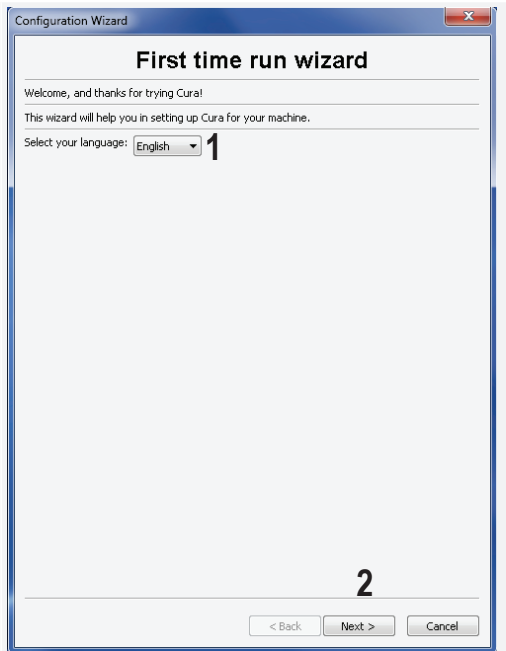 Configuration Wizard
First time run wizard
Welcome, and thanks for trying Cura!
This wizard will help you in setting up Cura for your machine.
Select your language: English 1
2
< Back Next > Cancel